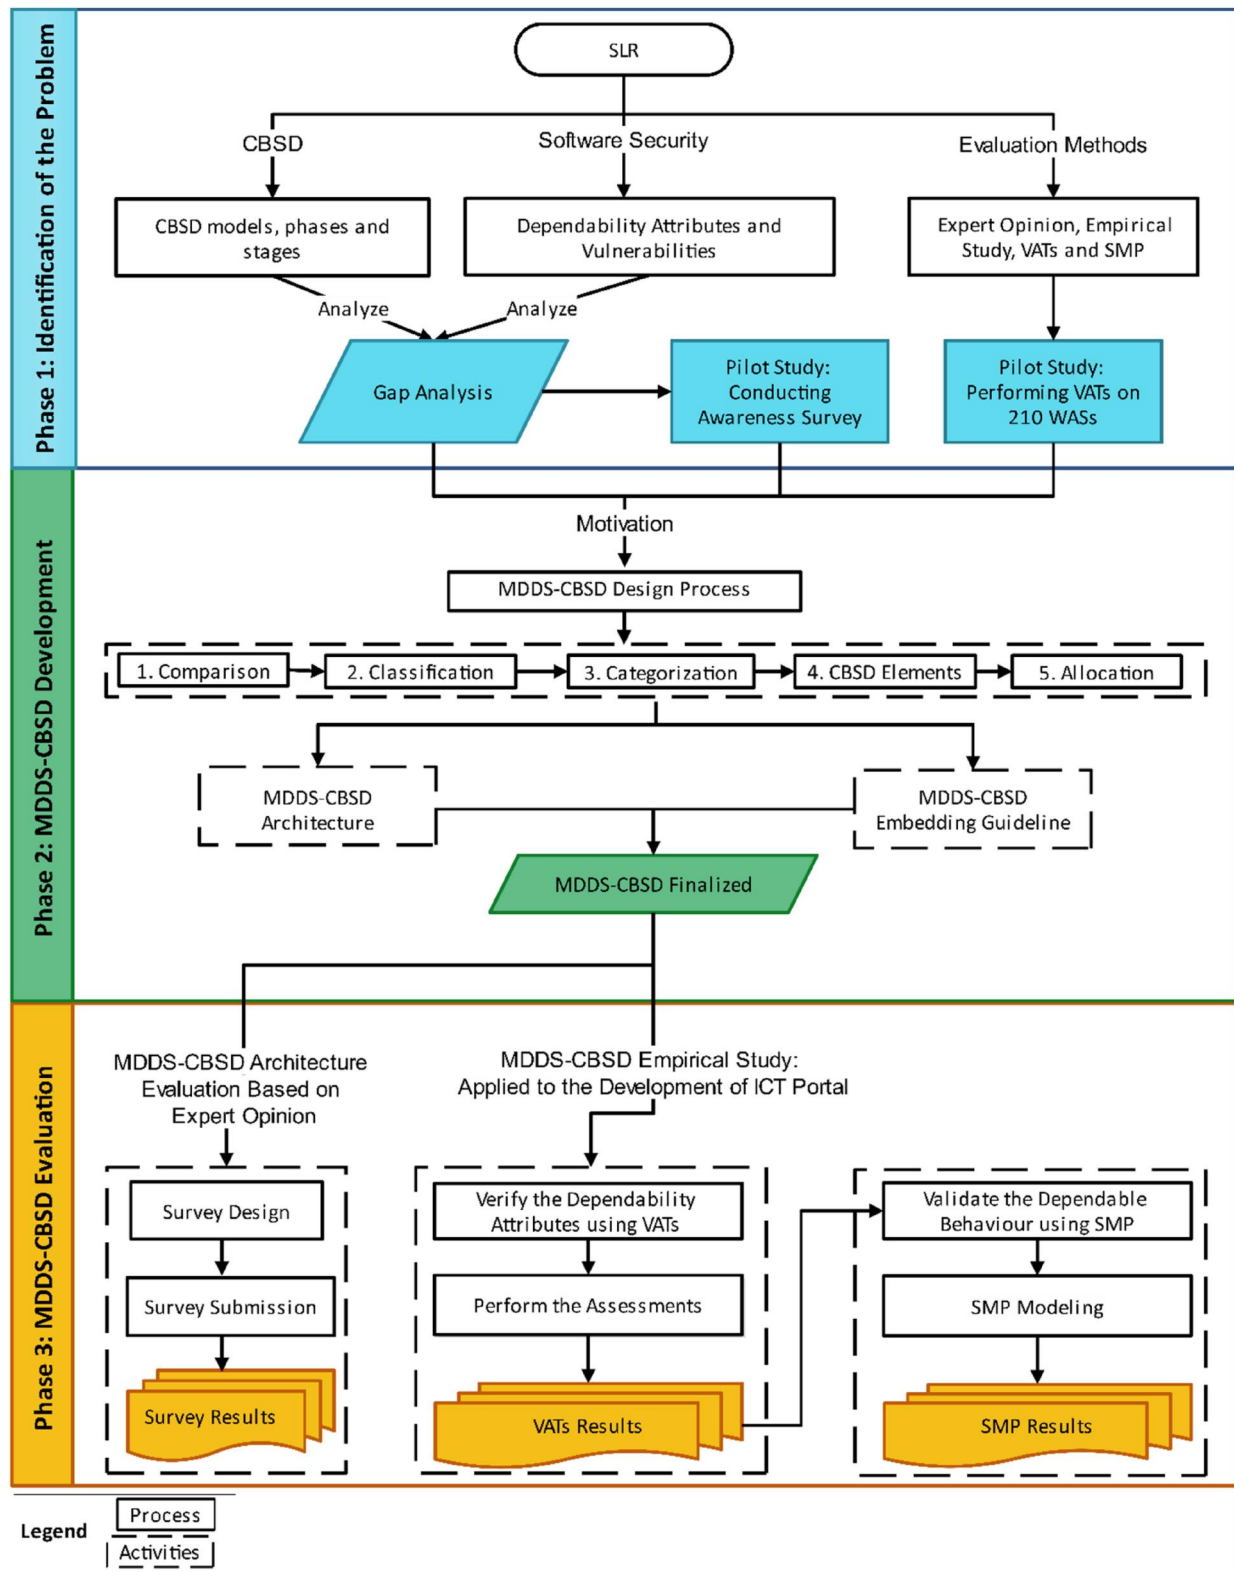 Phase 1: Identification of the Problem
SLR
CBSD
Software Security
Evaluation Methods
CBSD models, phases and
stages
Dependability Attributes and
Vulnerabilities
Expert Opinion, Empirical
Study, VATs and SMP
Analyze
Analyze
Gap Analysis
Pilot Study:
Conducting
Awareness Survey
Pilot Study:
Performing VATs on
210 WASs
Phase 2: MDDS-CBSD Development
Motivation
MDDS-CBSD Design Process
1. Comparison
2. Classification
3. Categorization
4. CBSD Elements
5. Allocation
MDDS-CBSD
Architecture
MDDS-CBSD
Embedding Guideline
MDDS-CBSD Finalized
Phase 3: MDDS-CBSD Evaluation
MDDS-CBSD Architecture
Evaluation Based on
Expert Opinion
MDDS-CBSD Empirical Study:
Applied to the Development of ICT Portal
Survey Design
Survey Submission
Survey Results
Verify the Dependability
Attributes using VATs
Perform the Assessments
VATs Results
Validate the Dependable
Behaviour using SMP
SMP Modeling
SMP Results
Legend
Process
Activities